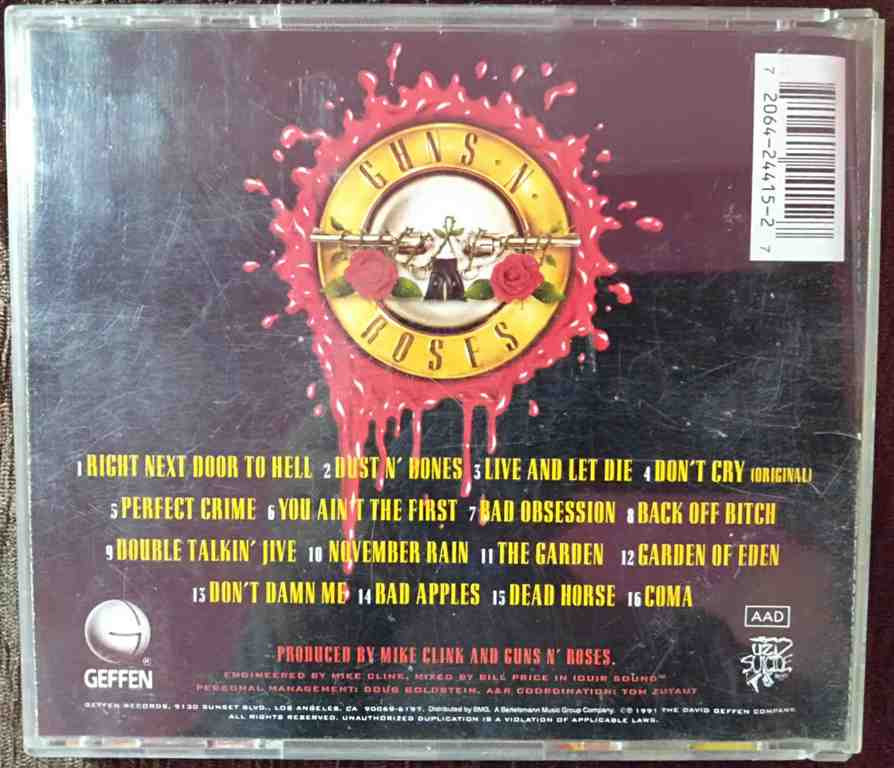 GUNS N'
ROSES
7 20644-24415-2 7
1 RIGHT NEXT DOOR TO HELL 2 DUST N' BONES 3 LIVE AND LET DIE 4 DON'T CRY (ORIGINAL)
5 PERFECT CRIME 6 YOU AIN'T THE FIRST 7 BAD OBSESSION 8 BACK OFF BITCH
9 DOUBLE TALKIN' JIVE 10 NOVEMBER RAIN 11 THE GARDEN 12 GARDEN OF EDEN
13 DON'T DAMN ME 14 BAD APPLES 15 DEAD HORSE 16 COMA
AAD
GEFFEN
UZI
SUICIDE
PRODUCED BY MIKE CLINK AND GUNS N' ROSES.
ENGINEERED BY MIKE CLINK, MIXED BY BILL PRICE IN IQUIR SOUND™
PERSONAL MANAGEMENT: DOUG GOLDSTEIN, A&R COORDINATION: TOM ZUTAUT
GEFFEN RECORDS, 9130 SUNSET BLVD., LOS ANGELES, CA 90069-6197. Distributed by BMG. A Bertelsmann Music Group Company. ©℗ 1991 THE DAVID GEFFEN COMPANY.
ALL RIGHTS RESERVED. UNAUTHORIZED DUPLICATION IS A VIOLATION OF APPLICABLE LAWS.